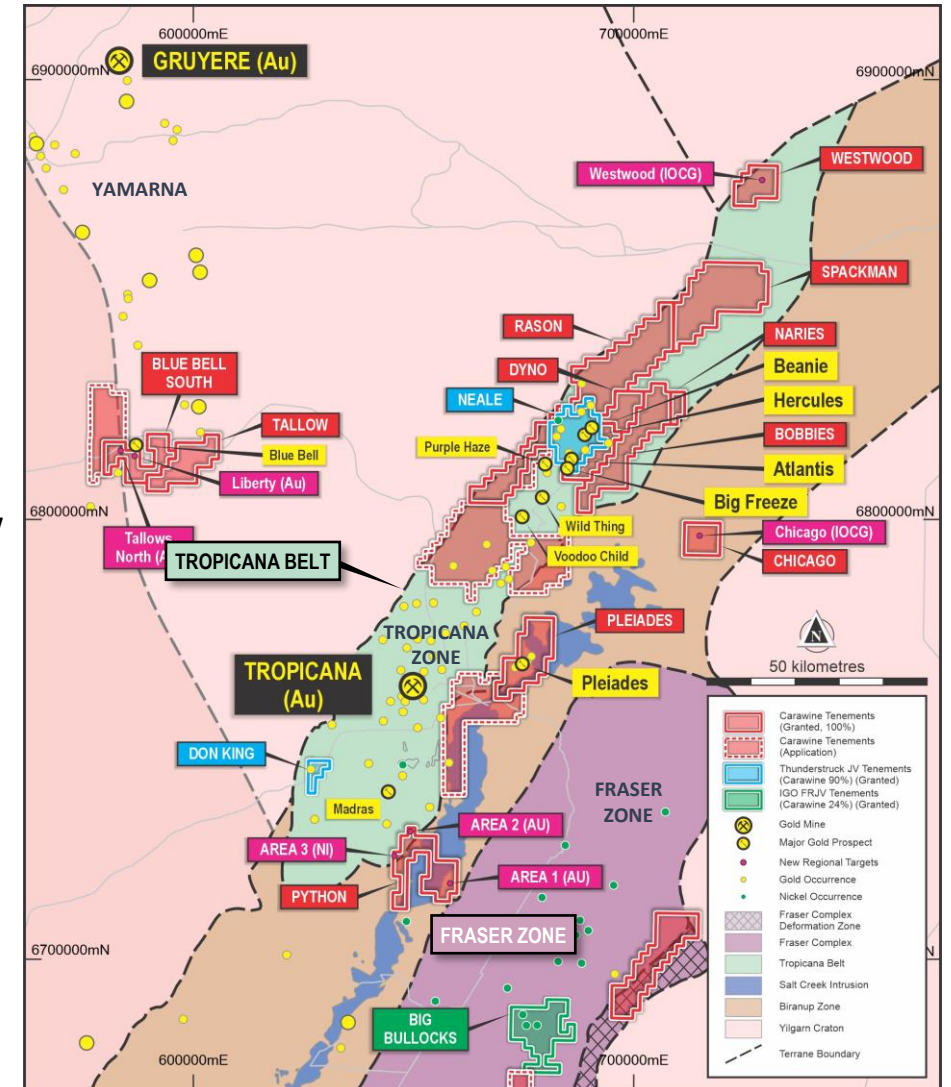 600000mE
700000mE
6900000mN
6900000mN
GRUYERE (Au)
YAMARNA
Westwood (IOCG)
WESTWOOD
SPACKMAN
RASON
NARIES
DYNO
Beanie
BLUE BELL
SOUTH
NEALE
Hercules
TALLOW
BOBBIES
Purple Haze
Blue Bell
Atlantis
Liberty (Au)
Big Freeze
6800000mN
6800000mN
Wild Thing
Chicago (IOCG)
Tallows
North (A
Voodoo Child
CHICAGO
TROPICANA BELT
PLEIADES
TROPICANA
ZONE
N
50 kilometres
TROPICANA
(Au)
Pleiades
DON KING
Madras
FRASER
ZONE
AREA 2 (AU)
AREA 3 (NI)
AREA 1 (AU)
PYTHON
FRASER ZONE
6700000mN
BIG
BULLOCKS
600000mE
700000mE
Carawine Tenements
(Granted, 100%)
Carawine Tenements
(Application)
Thunderstruck JV Tenements
(Carawine 90%) (Granted)
IGO FRJV Tenements
(Carawine 24%) (Granted)
Gold Mine
Major Gold Prospect
New Regional Targets
Gold Occurrence
Nickel Occurrence
Fraser Complex
Deformation Zone
Fraser Complex
Tropicana Belt
Salt Creek Intrusion
Biranup Zone
Yilgarn Craton
Terrane Boundary